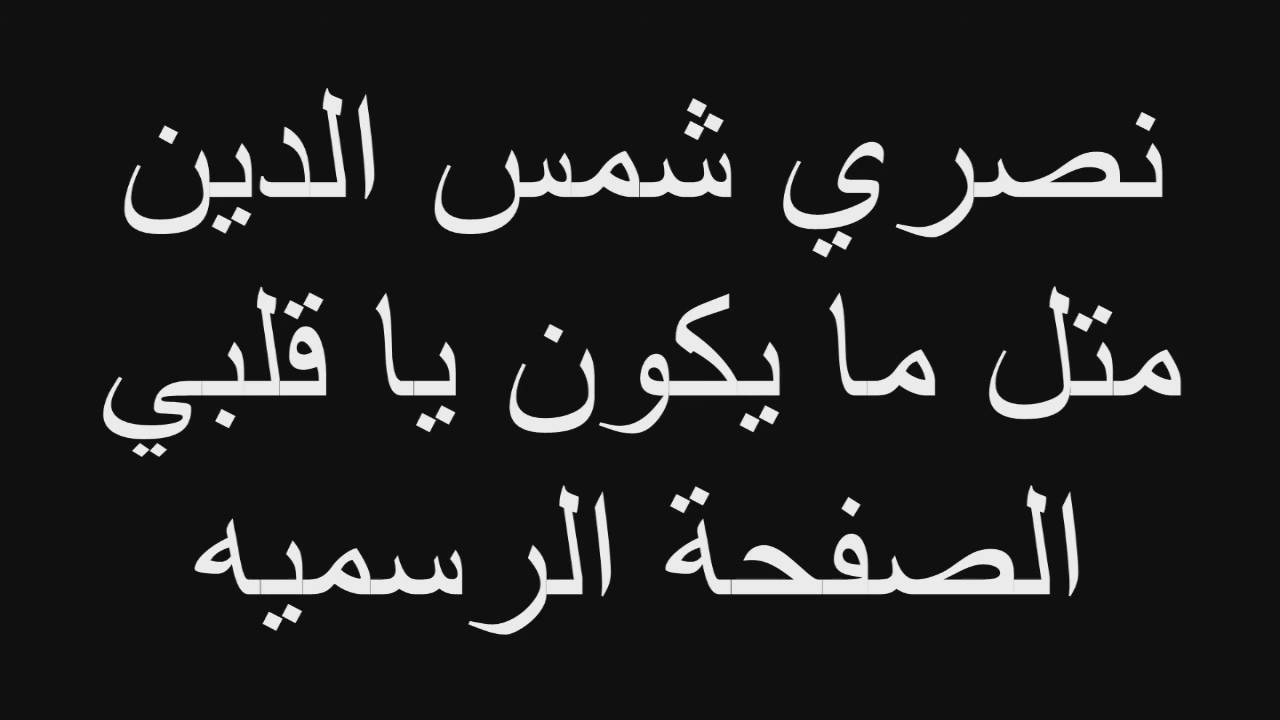 نصري شمس الدين
متل ما يكون يا قلبي
الصفحة الرسميه